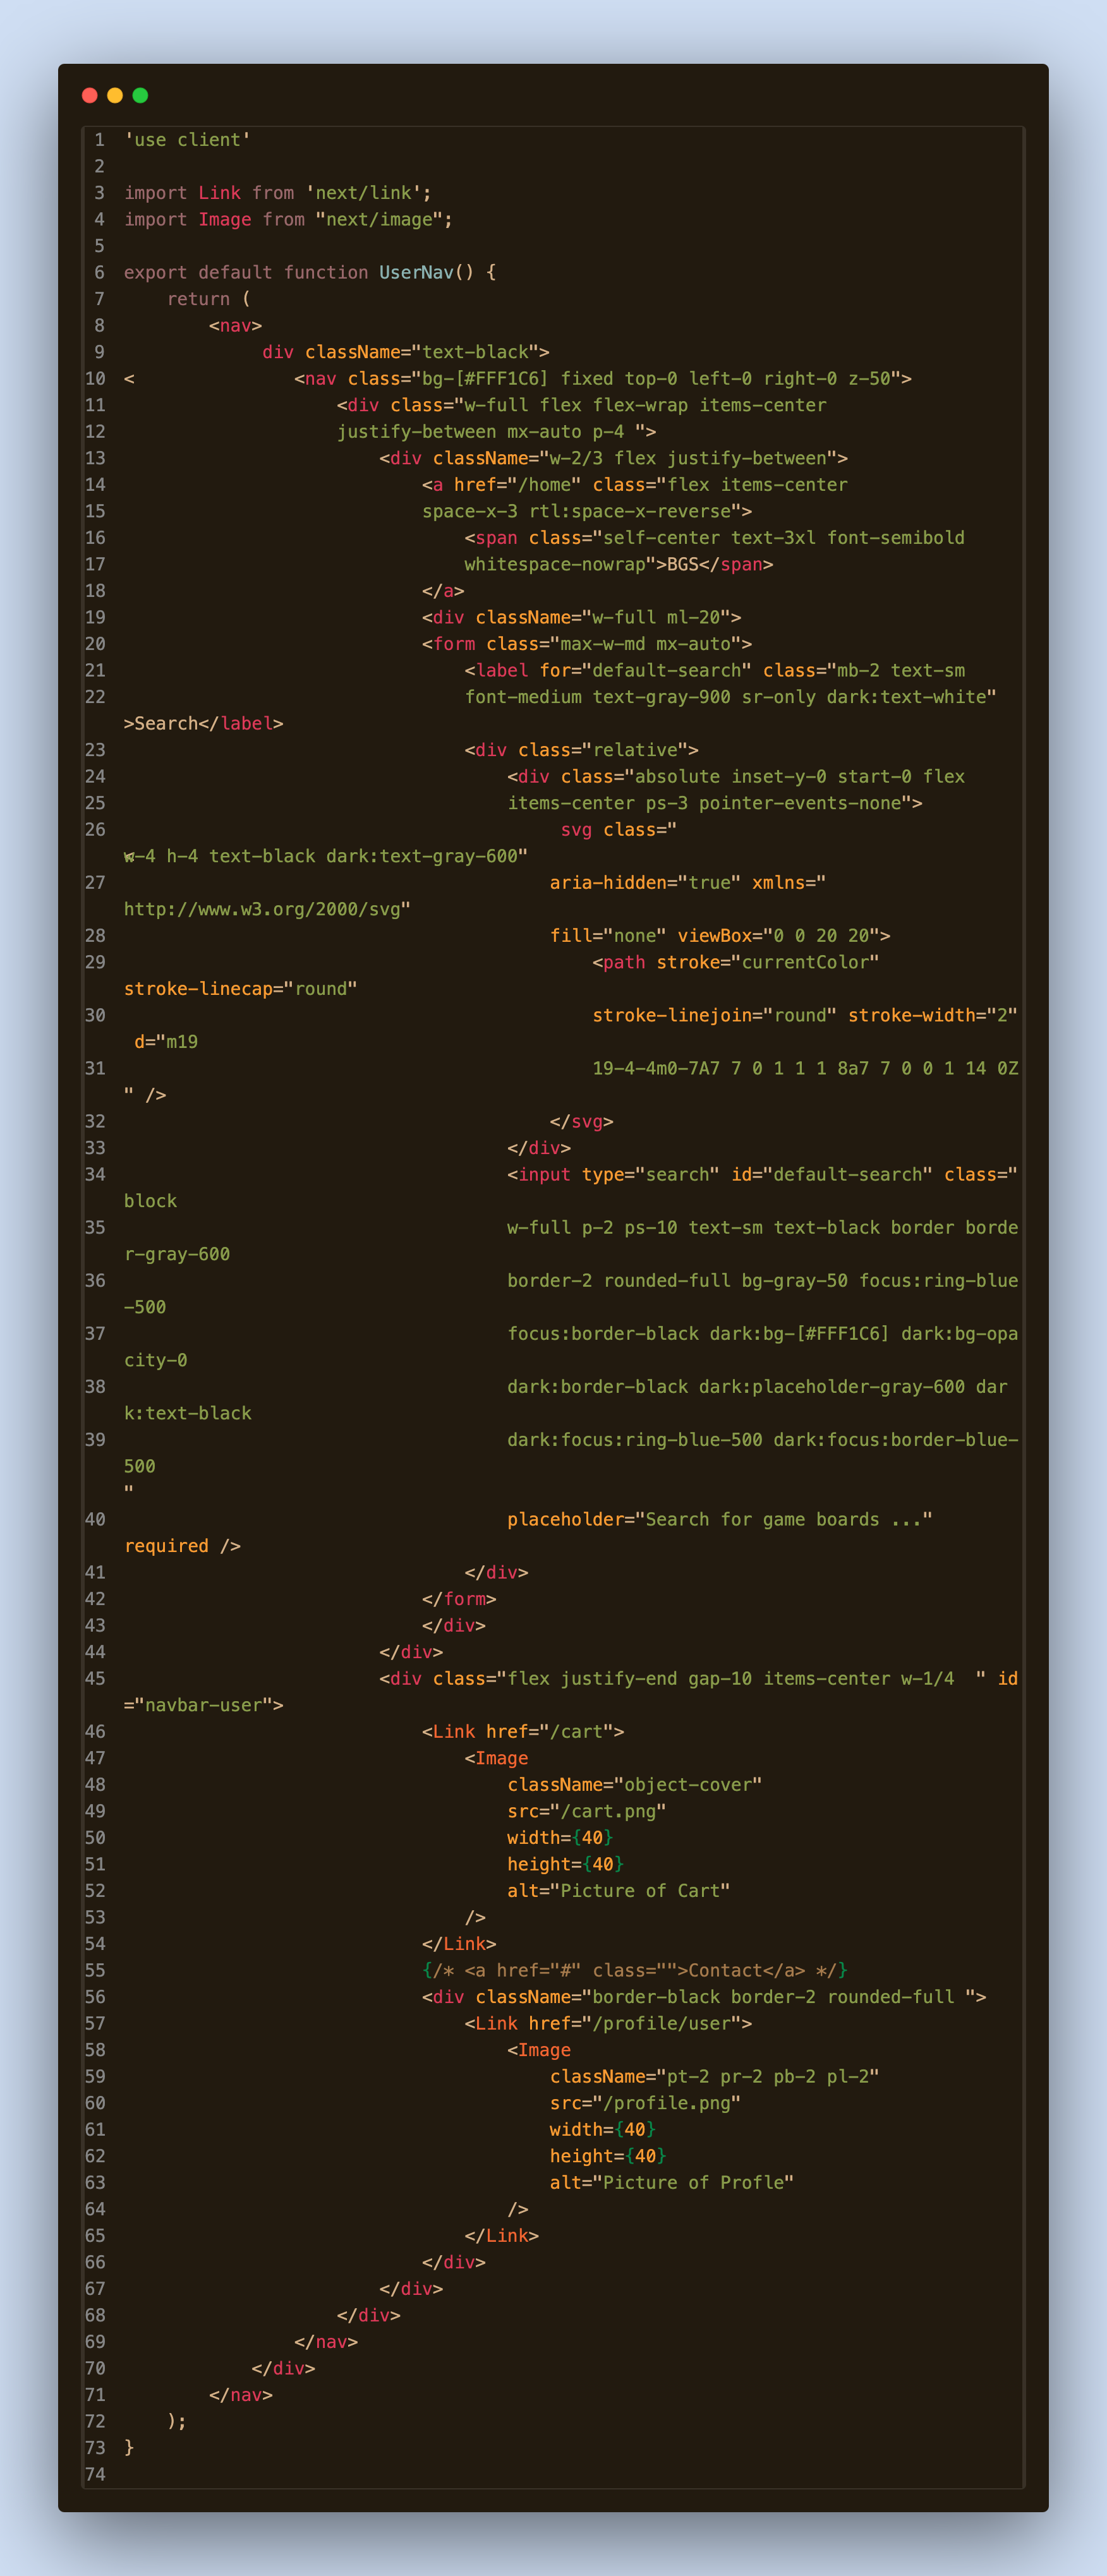 1 'use client'
2
3 import Link from 'next/link';
4 import Image from "next/image";
5
6 export default function UserNav() {
7 return (
8 <nav>
9 div className="text-black">
10 < <nav class="bg-[#FFF1C6] fixed top-0 left-0 right-0 z-50">
11 <div class="w-full flex flex-wrap items-center
12 justify-between mx-auto p-4 ">
13 <div className="w-2/3 flex justify-between">
14 <a href="/home" class="flex items-center
15 space-x-3 rtl:space-x-reverse">
16 <span class="self-center text-3xl font-semibold
17 whitespace-nowrap">BGS</span>
18 </a>
19 <div className="w-full ml-20">
20 <form class="max-w-md mx-auto">
21 <label for="default-search" class="mb-2 text-sm
22 font-medium text-gray-900 sr-only dark:text-white"
>Search</label>
23 <div class="relative">
24 <div class="absolute inset-y-0 start-0 flex
25 items-center ps-3 pointer-events-none">
26 svg class="
<w-4 h-4 text-black dark:text-gray-600"
27 aria-hidden="true" xmlns="
http://www.w3.org/2000/svg"
28 fill="none" viewBox="0 0 20 20">
29 <path stroke="currentColor"
stroke-linecap="round"
30 stroke-linejoin="round" stroke-width="2"
d="m19
31 19-4-4m0-7A7 7 0 1 1 1 8a7 7 0 0 1 14 0Z
" />
32 </svg>
33 </div>
34 <input type="search" id="default-search" class="
block
35 w-full p-2 ps-10 text-sm text-black border borde
r-gray-600
36 border-2 rounded-full bg-gray-50 focus:ring-blue
-500
37 focus:border-black dark:bg-[#FFF1C6] dark:bg-opa
city-0
38 dark:border-black dark:placeholder-gray-600 dar
k:text-black
39 dark:focus:ring-blue-500 dark:focus:border-blue-
500
"
40 placeholder="Search for game boards ..."
required />
41 </div>
42 </form>
43 </div>
44 </div>
45 <div class="flex justify-end gap-10 items-center w-1/4  " id
="navbar-user">
46 <Link href="/cart">
47 <Image
48 className="object-cover"
49 src="/cart.png"
50 width={40}
51 height={40}
52 alt="Picture of Cart"
53 />
54 </Link>
55 {/* <a href="#" class="">Contact</a> */}
56 <div className="border-black border-2 rounded-full ">
57 <Link href="/profile/user">
58 <Image
59 className="pt-2 pr-2 pb-2 pl-2"
60 src="/profile.png"
61 width={40}
62 height={40}
63 alt="Picture of Profle"
64 />
65 </Link>
66 </div>
67 </div>
68 </div>
69 </nav>
70 </div>
71 </nav>
72 );
73 }
74